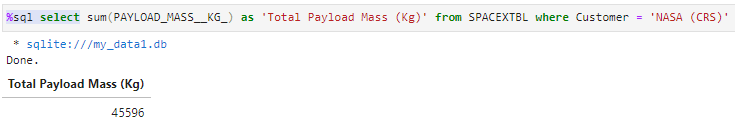 %sql select sum(PAYLOAD_MASS__KG_) as 'Total Payload Mass (Kg)' from SPACEXTBL where Customer = 'NASA (CRS)'
* sqlite:///my_data1.db
Done.
Total Payload Mass (Kg)
45596